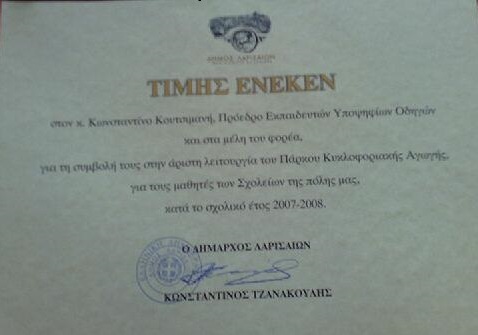 ΔΗΜΟΣ ΛΑΡΙΣΑΙΩΝ
ΤΙΜΗΣ ΕΝΕΚΕΝ
στον κ. Κωνσταντίνο Κουτσιμανή, Πρόεδρο Εκπαιδευτών Υποψηφίων Οδηγών
και στα μέλη του φορέα,
για τη συμβολή τους στην άριστη λειτουργία του Πάρκου Κυκλοφοριακής Αγωγής,
για τους μαθητές των Σχολείων της πόλης μας,
κατά το σχολικό έτος 2007-2008.
Ο ΔΗΜΑΡΧΟΣ ΛΑΡΙΣΑΙΩΝ
ΚΩΝΣΤΑΝΤΙΝΟΣ ΤΖΑΝΑΚΟΥΛΗΣ